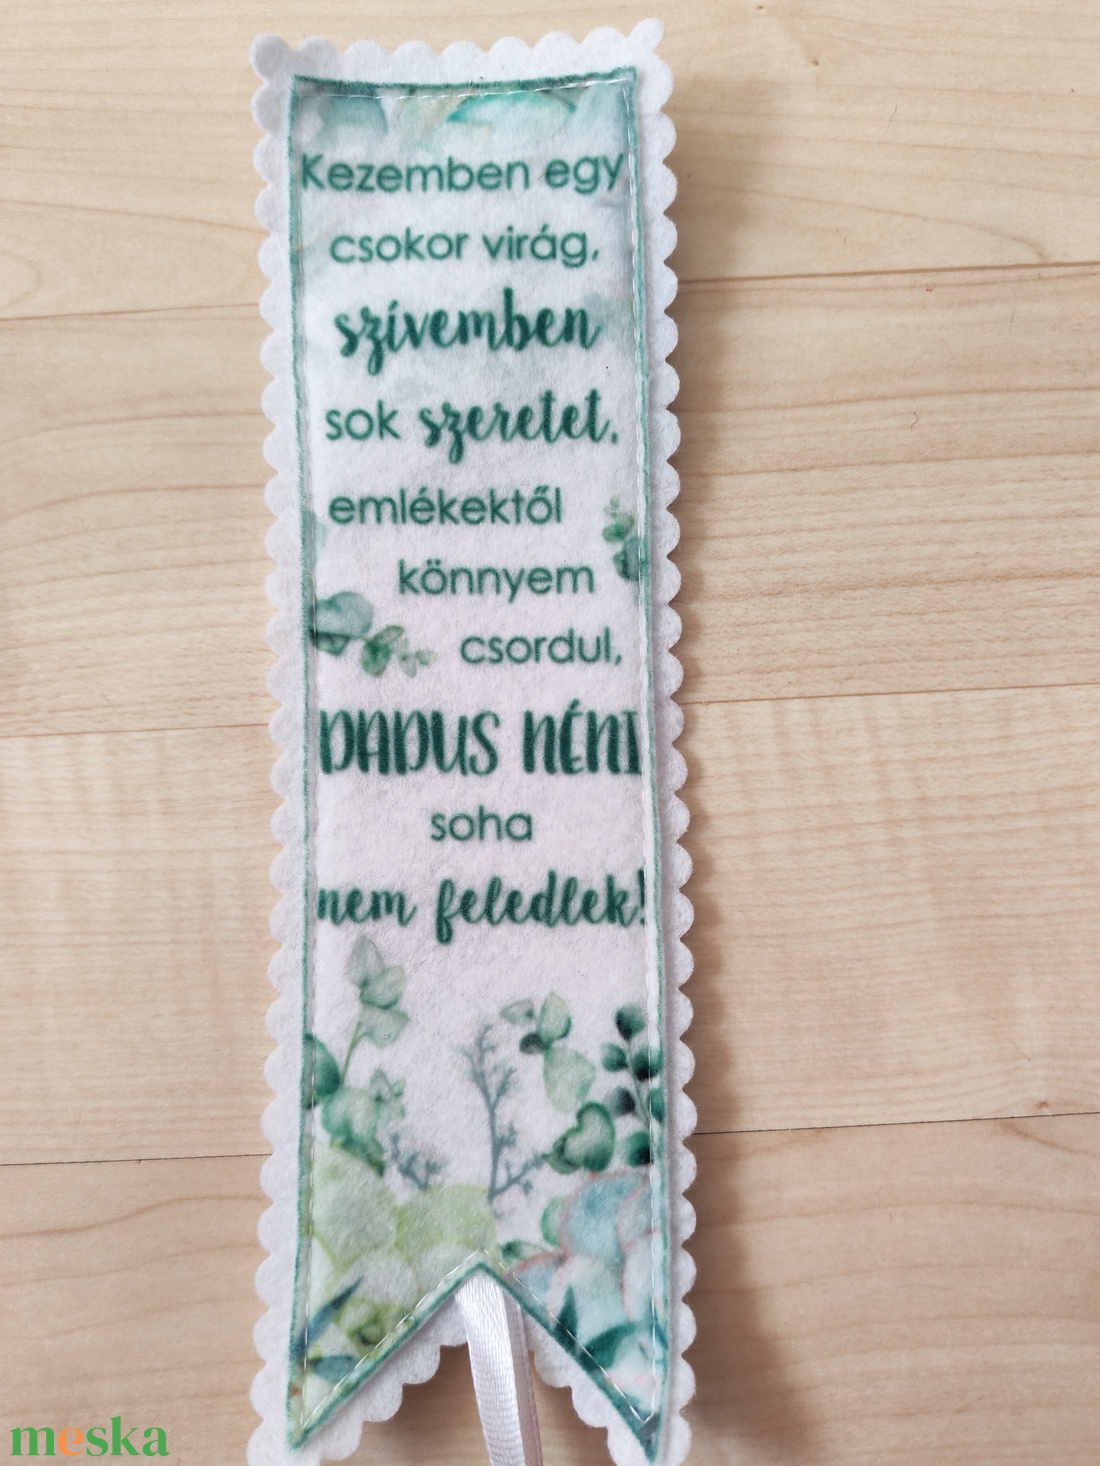 Kezemben egy
csokor virág,
szívemben
sok szeretet.
emlékektől
könnyem
csordul,
DADUS NÉNI
soha
nem feledlek!
meska